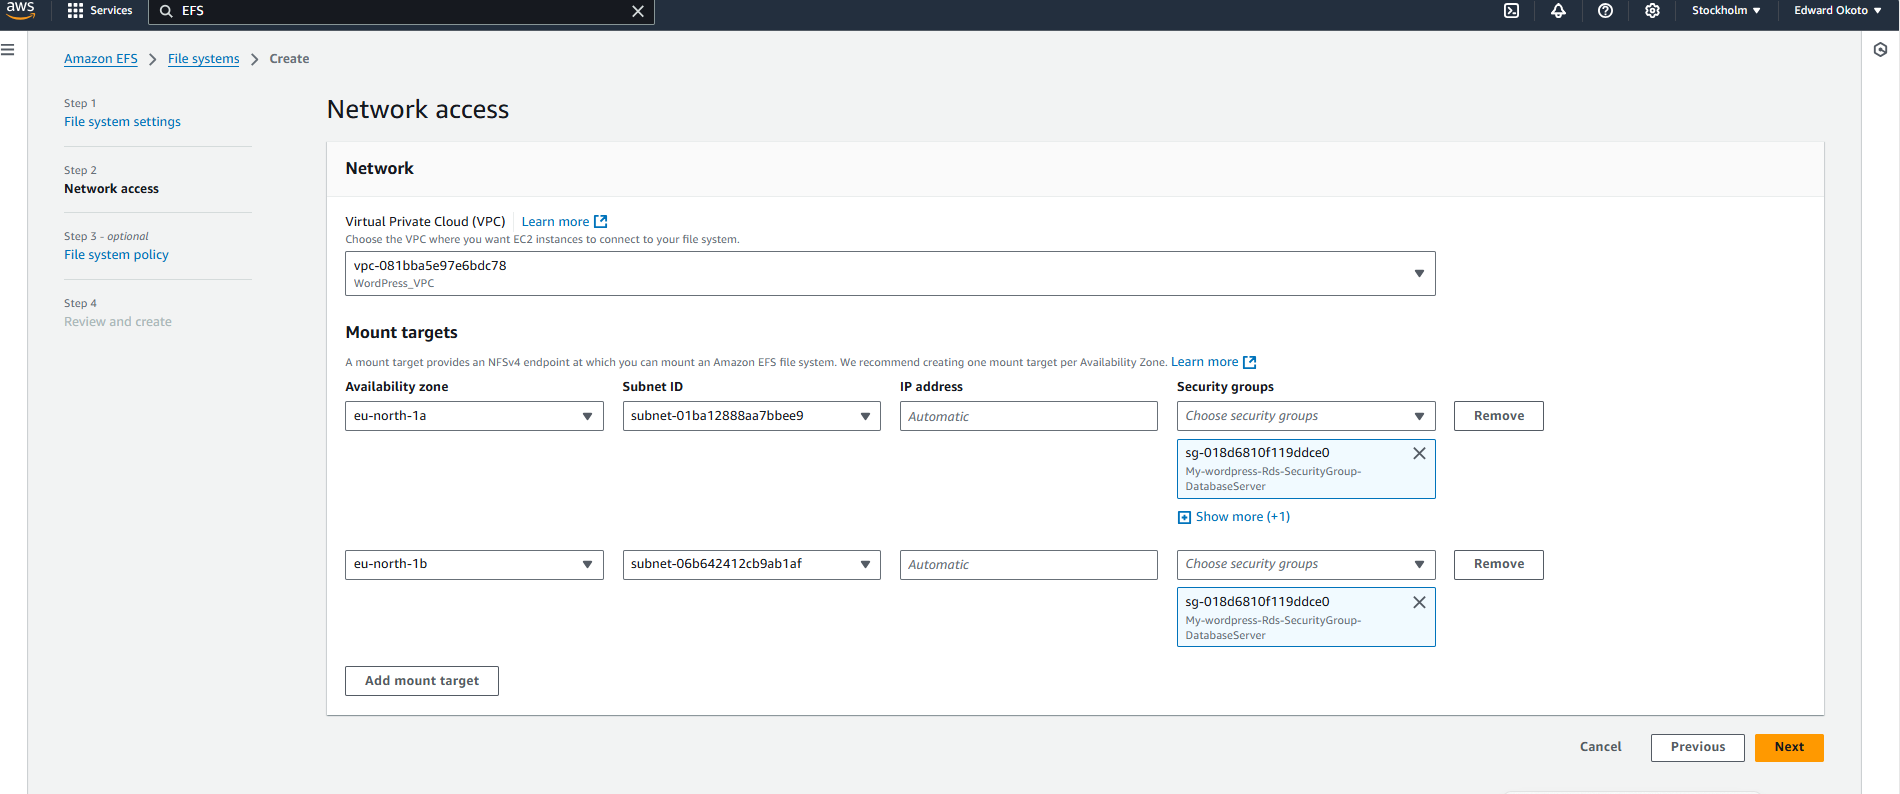 aws
Services
EFS
Stockholm
Edward Okoto
Amazon EFS
File systems
Create
Step 1
File system settings
Step 2
Network access
Step 3 - optional
File system policy
Step 4
Review and create
Network access
Network
Virtual Private Cloud (VPC)
Learn more
Choose the VPC where you want EC2 instances to connect to your file system.
vpc-081bba5e97e6bdc78
WordPress_VPC
Mount targets
A mount target provides an NFSv4 endpoint at which you can mount an Amazon EFS file system. We recommend creating one mount target per Availability Zone. Learn more
Availability zone
Subnet ID
IP address
Security groups
eu-north-1a
subnet-01ba12888aa7bbee9
Automatic
Choose security groups
Remove
sg-018d6810f119ddce0
My-wordpress-Rds-SecurityGroup-
DatabaseServer
Show more (+1)
eu-north-1b
subnet-06b642412cb9ab1af
Automatic
Choose security groups
Remove
sg-018d6810f119ddce0
My-wordpress-Rds-SecurityGroup-
DatabaseServer
Add mount target
Cancel
Previous
Next